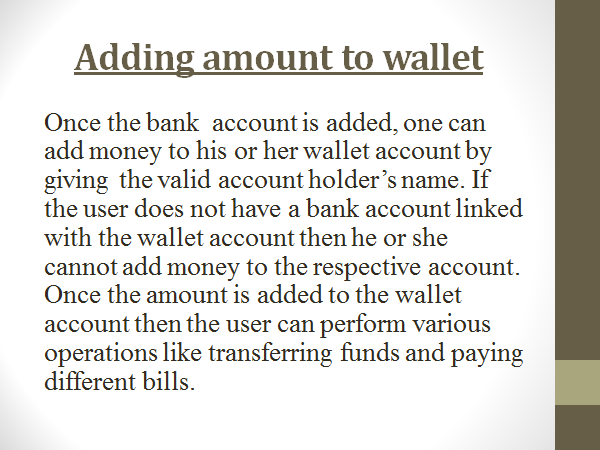 Adding amount to wallet
Once the bank account is added, one can
add money to his or her wallet account by
giving the valid account holder’s name. If
the user does not have a bank account linked
with the wallet account then he or she
cannot add money to the respective account.
Once the amount is added to the wallet
account then the user can perform various
operations like transferring funds and paying
different bills.